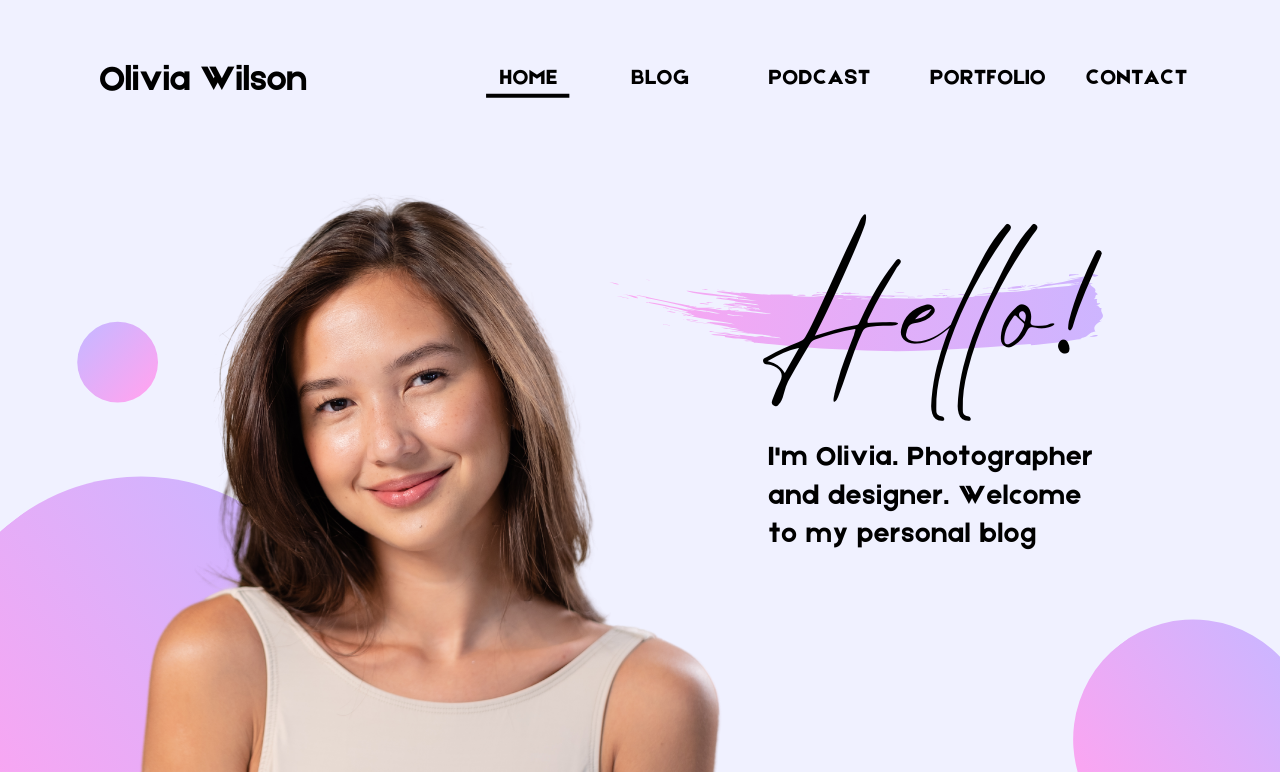 Olivia Wilson
HOME BLOG PODCAST PORTFOLIO CONTACT
Hello!
I'm Olivia. Photographer
and designer. Welcome
to my personal blog